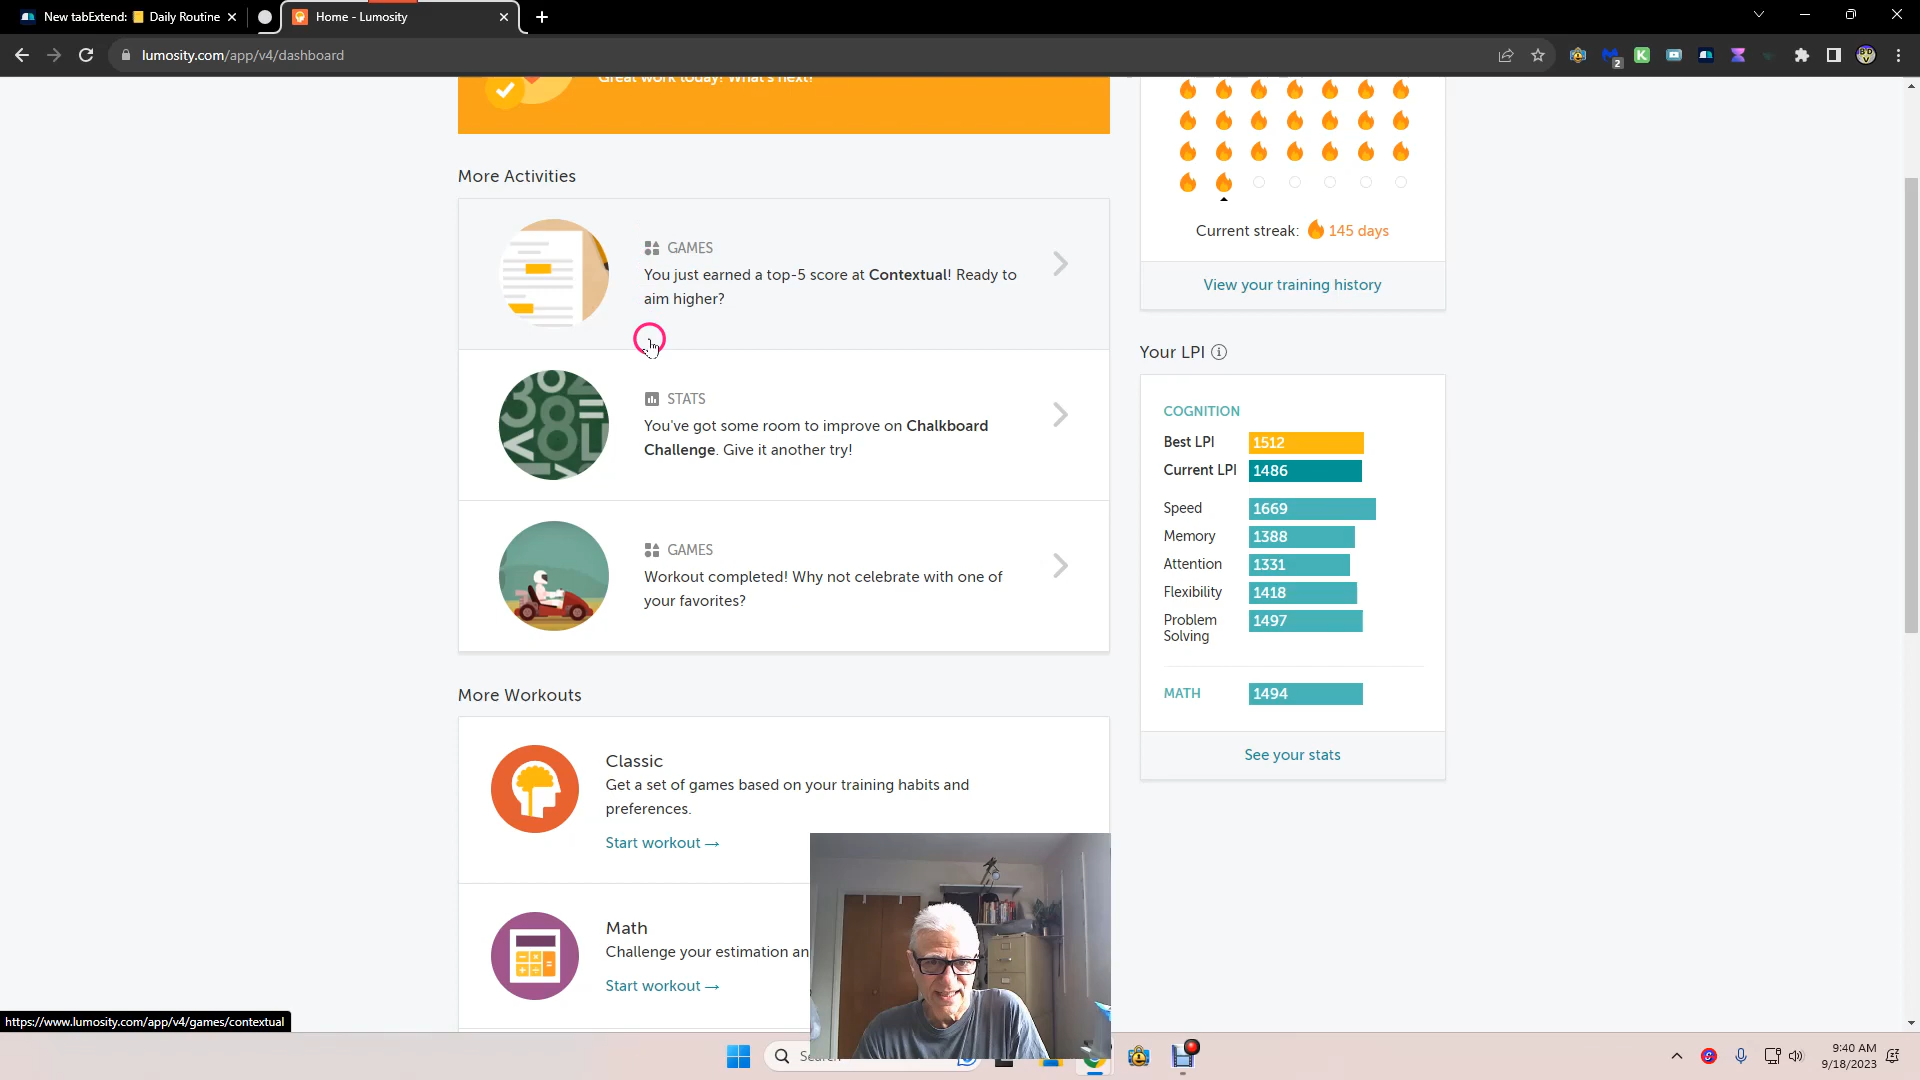 New tabExtend: Daily Routine
Home - Lumosity
lumosity.com/app/v4/dashboard
2
Great work today! What's next?
More Activities
GAMES
You just earned a top-5 score at Contextual! Ready to
aim higher?
STATS
You've got some room to improve on Chalkboard
Challenge. Give it another try!
GAMES
Workout completed! Why not celebrate with one of
your favorites?
More Workouts
Classic
Get a set of games based on your training habits and
preferences.
Start workout →
Math
Challenge your estimation an
Start workout →
Current streak: 145 days
View your training history
Your LPI
COGNITION
Best LPI 1512
Current LPI 1486
Speed 1669
Memory 1388
Attention 1331
Flexibility 1418
Problem
Solving 1497
MATH 1494
See your stats
https://www.lumosity.com/app/v4/games/contextual
9:40 AM
9/18/2023